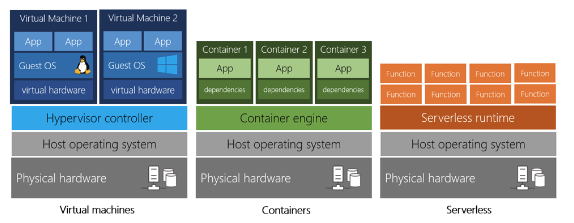 Virtual Machine 1
App
App
Guest OS
virtual hardware
Virtual Machine 2
App
App
Guest OS
virtual hardware
Hypervisor controller
Host operating system
Physical hardware
Virtual machines
Container 1
App
dependencies
Container 2
App
dependencies
Container 3
App
dependencies
Container engine
Host operating system
Physical hardware
Containers
Function
Function
Function
Function
Function
Function
Function
Function
Serverless runtime
Host operating system
Physical hardware
Serverless